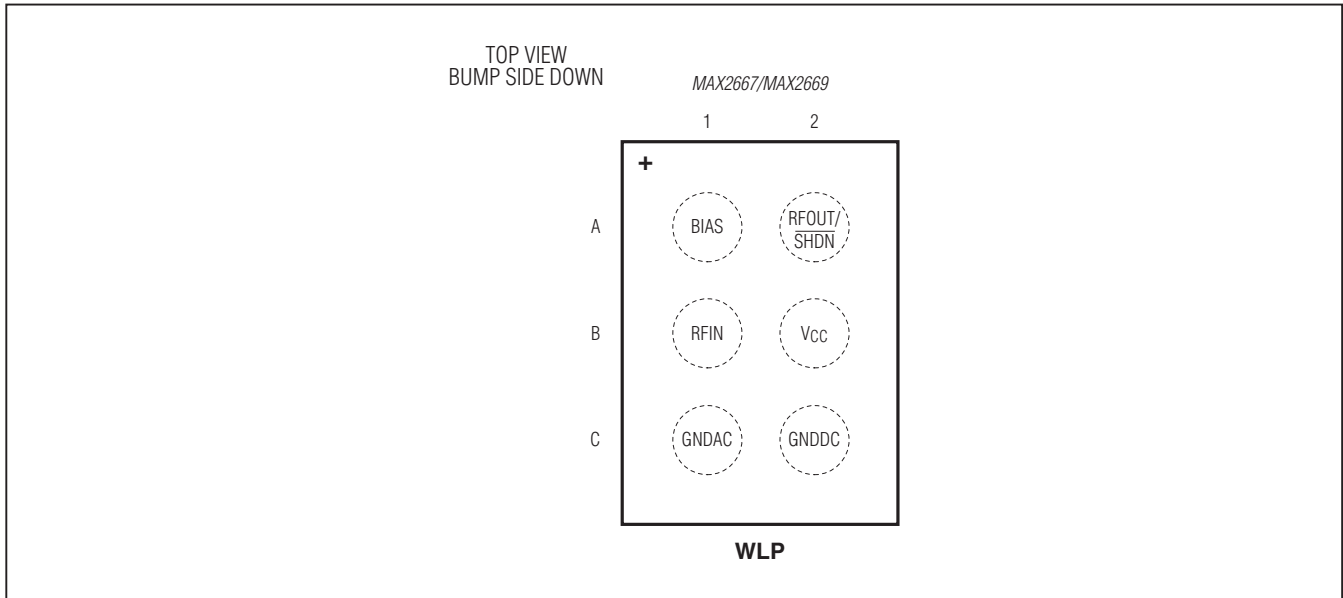 TOP VIEW
BUMP SIDE DOWN
MAX2667/MAX2669
1 2
+
A BIAS RFOUT/
SHDN
B RFIN VCC
C GNDAC GNDDC
WLP